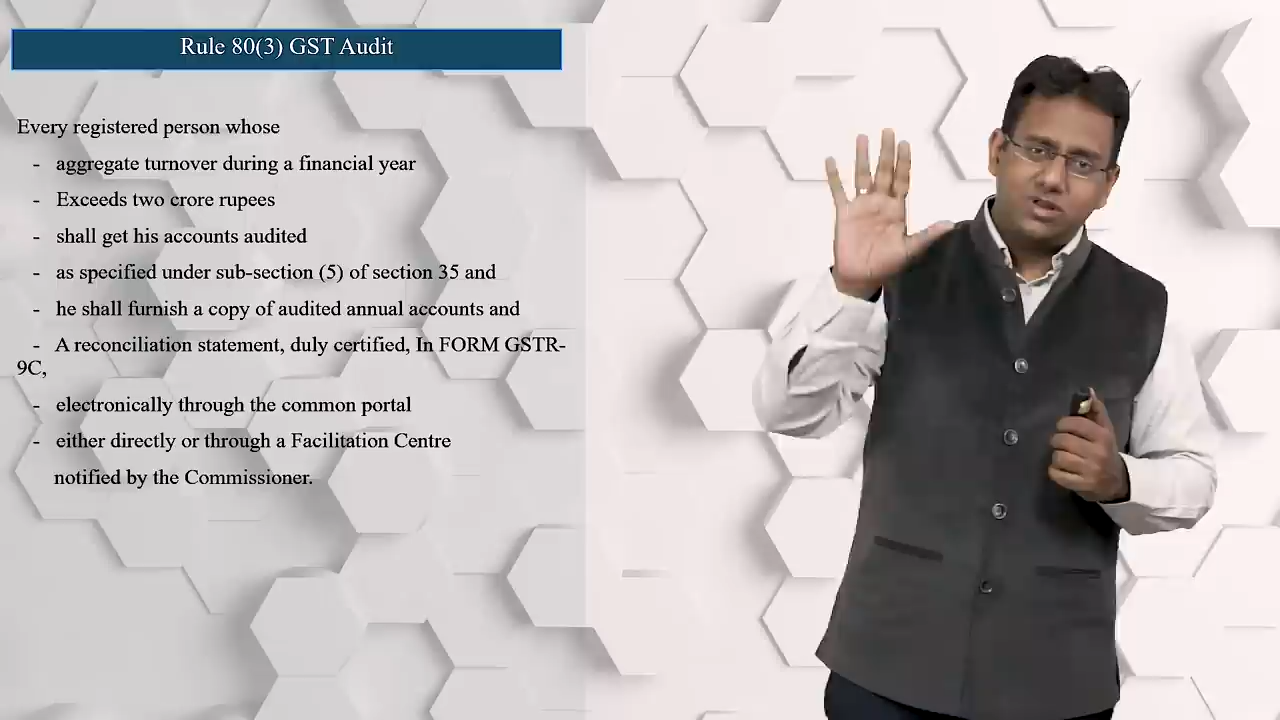 Rule 80(3) GST Audit
Every registered person whose
- aggregate turnover during a financial year
- Exceeds two crore rupees
- shall get his accounts audited
- as specified under sub-section (5) of section 35 and
- he shall furnish a copy of audited annual accounts and
- A reconciliation statement, duly certified, In FORM GSTR-
9C,
- electronically through the common portal
- either directly or through a Facilitation Centre
notified by the Commissioner.